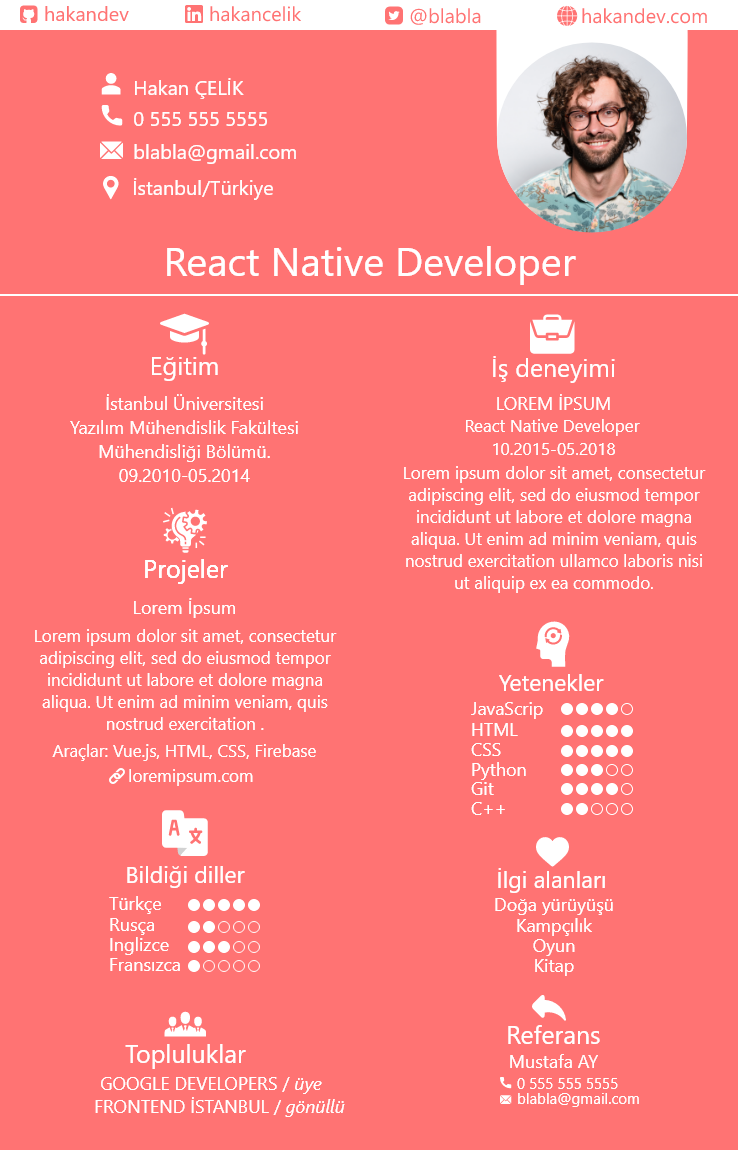 hakandev
hakancelik
@blabla
hakandev.com
Hakan ÇELİK
0 555 555 5555
blabla@gmail.com
İstanbul/Türkiye
React Native Developer
Eğitim
İstanbul Üniversitesi
Yazılım Mühendislik Fakültesi
Mühendisliği Bölümü.
09.2010-05.2014
Projeler
Lorem İpsum
Lorem ipsum dolor sit amet, consectetur
adipiscing elit, sed do eiusmod tempor
incididunt ut labore et dolore magna
aliqua. Ut enim ad minim veniam, quis
nostrud exercitation .
Araçlar: Vue.js, HTML, CSS, Firebase
loremipsum.com
Bildiği diller
Türkçe
Rusça
Inglizce
Fransızca
Topluluklar
GOOGLE DEVELOPERS / üye
FRONTEND İSTANBUL / gönüllü
İş deneyimi
LOREM İPSUM
React Native Developer
10.2015-05.2018
Lorem ipsum dolor sit amet, consectetur
adipiscing elit, sed do eiusmod tempor
incididunt ut labore et dolore magna
aliqua. Ut enim ad minim veniam, quis
nostrud exercitation ullamco laboris nisi
ut aliquip ex ea commodo.
Yetenekler
JavaScrip
HTML
CSS
Python
Git
C++
İlgi alanları
Doğa yürüyüşü
Kampçılık
Oyun
Kitap
Referans
Mustafa AY
0 555 555 5555
blabla@gmail.com